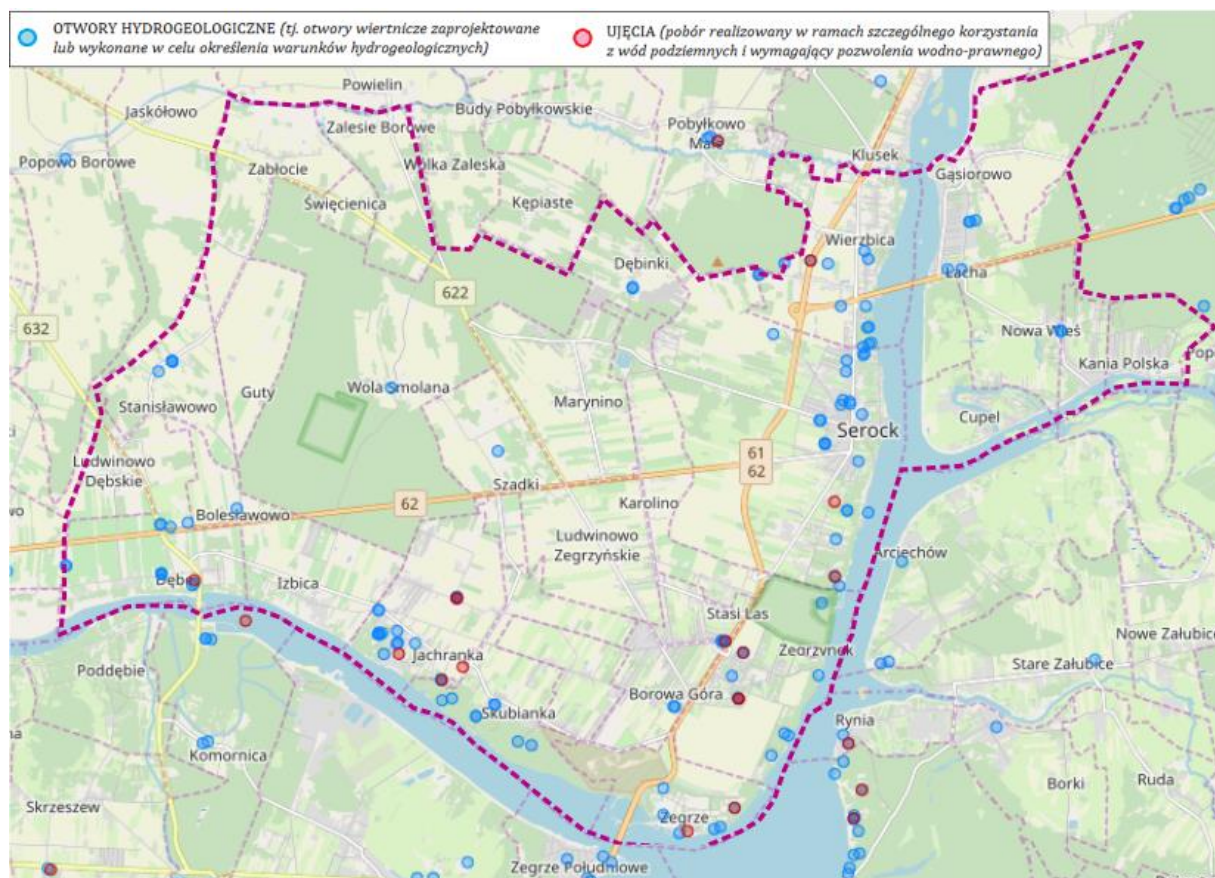 OTWORY HYDROGEOLOGICZNE (tj. otwory wiertnicze zaprojektowane
lub wykonane w celu określenia warunków hydrogeologicznych)
UJĘCIA (pobór realizowany w ramach szczególnego korzystania
z wód podziemnych i wymagający pozwolenia wodno-prawnego)
Powielin
Jaskółowo
Budy Pobyłkowskie
Zalesie Borowe
Pobyłkowo
Małe
Popowo Borowe
Zabłocie
Wólka Zaleska
Klusek
Gąsiorowo
Święcienica
Kępiaste
Wierzbica
Dębinki
Łacha
622
632
Nowa Wieś
Kania Polska
Guty
Wola Smolana
Marynino
Stanisławowo
Cupel
Serock
61
62
Ludwinowo
Dębskie
Szadki
Karolino
62
Bolesławowo
Ludwinowo
Zegrzyńskie
Arciechów
Izbica
Stasi Las
Nowe Załubice
Jachranka
Zegrzynek
Stare Załubice
Poddębie
Borowa Góra
Skubianka
Rynia
Komornica
Borki
Ruda
Skrzeszew
Zegrze
Zegrze Południowe